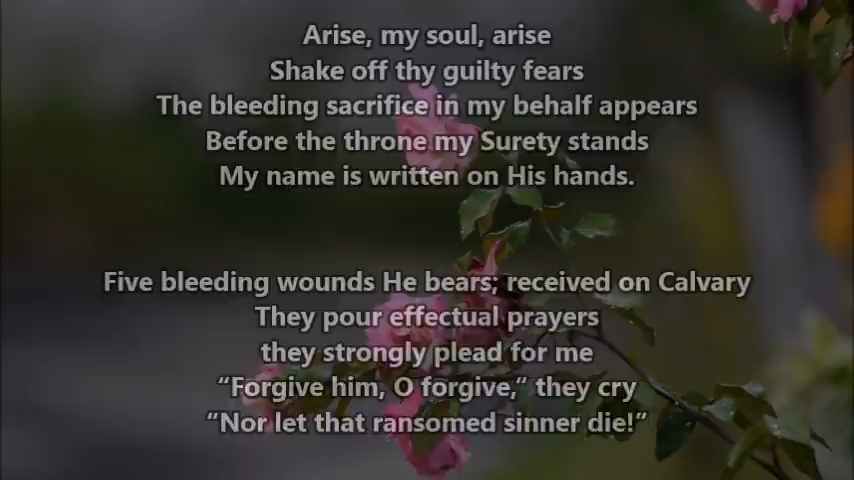 Arise, my soul, arise
Shake off thy guilty fears
The bleeding sacrifice in my behalf appears
Before the throne my Surety stands
My name is written on His hands.
Five bleeding wounds He bears; received on Calvary
They pour effectual prayers
they strongly plead for me
“Forgive him, O forgive,” they cry
“Nor let that ransomed sinner die!”